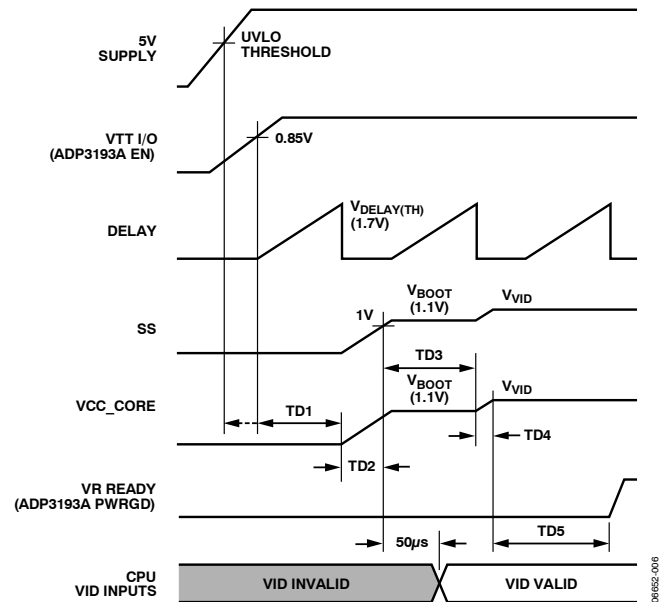 5V
SUPPLY
UVLO
THRESHOLD
VTT I/O
(ADP3193A EN)
0.85V
DELAY
VDELAY(TH)
(1.7V)
SS
1V
VBOOT
(1.1V)
VVID
TD3
VCC_CORE
TD1
VBOOT
(1.1V)
VVID
TD4
TD2
VR READY
(ADP3193A PWRGD)
50µs
TD5
CPU
VID INPUTS
VID INVALID
VID VALID
06652-006